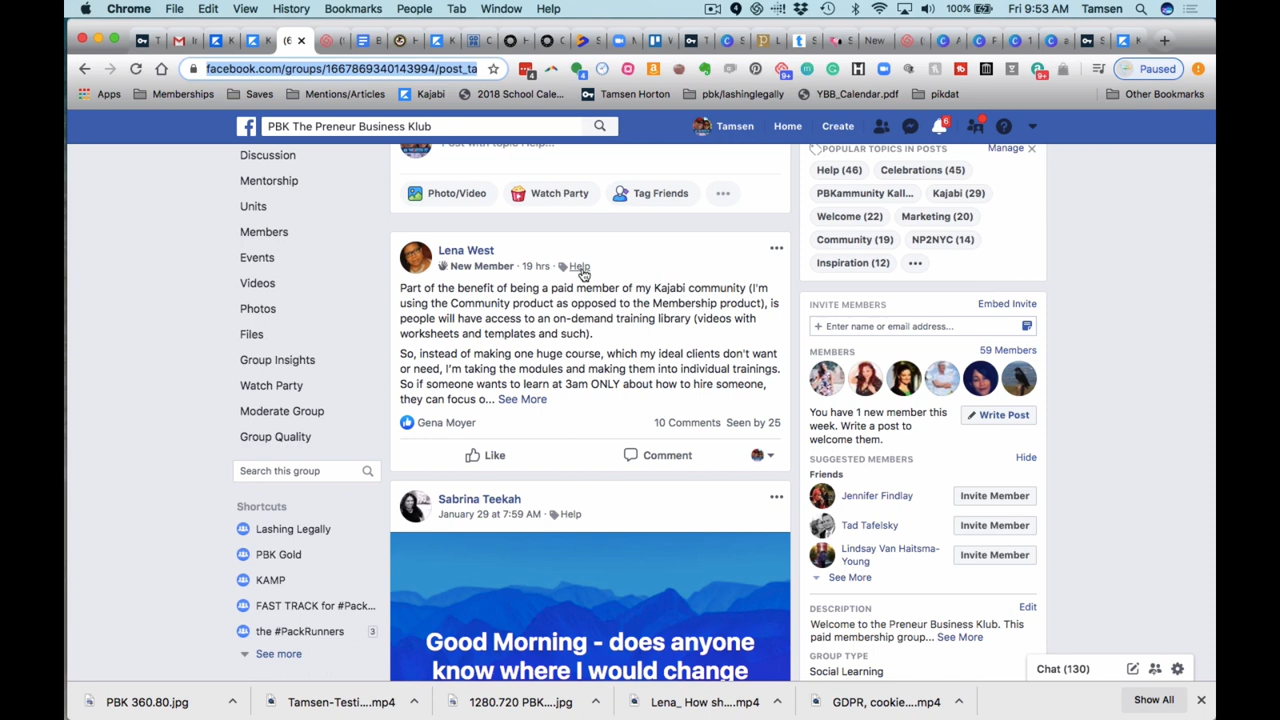 Chrome File Edit View History Bookmarks People Tab Window Help 100% Fri 9:53 AM Tamsen
facebook.com/groups/1667869340143994/post_ta Paused
Apps Memberships Saves Mentions/Articles Kajabi 2018 School Cale... Tamsen Horton pbk/lashinglegally YBB_Calendar.pdf pikdat Other Bookmarks
PBK The Preneur Business Klub Tamsen Home Create 6
Discussion
Mentorship
Units
Members
Events
Videos
Photos
Files
Group Insights
Watch Party
Moderate Group
Group Quality
Search this group
Shortcuts
Lashing Legally
PBK Gold
KAMP
FAST TRACK for #Pack...
the #PackRunners 3
See more
Photo/Video Watch Party Tag Friends
Lena West
New Member · 19 hrs · Help
Part of the benefit of being a paid member of my Kajabi community (I'm
using the Community product as opposed to the Membership product), is
people will have access to an on-demand training library (videos with
worksheets and templates and such).
So, instead of making one huge course, which my ideal clients don't want
or need, I'm taking the modules and making them into individual trainings.
So if someone wants to learn at 3am ONLY about how to hire someone,
they can focus o... See More
Gena Moyer 10 Comments Seen by 25
Like Comment
Sabrina Teekah
January 29 at 7:59 AM · Help
Good Morning - does anyone
know where I would change
POPULAR TOPICS IN POSTS Manage
Help (46) Celebrations (45)
PBKammunity Kall... Kajabi (29)
Welcome (22) Marketing (20)
Community (19) NP2NYC (14)
Inspiration (12)
INVITE MEMBERS Embed Invite
+ Enter name or email address...
MEMBERS 59 Members
You have 1 new member this
week. Write a post to
welcome them.
Write Post
SUGGESTED MEMBERS Hide
Friends
Jennifer Findlay Invite Member
Tad Tafelsky Invite Member
Lindsay Van Haitsma-
Young
Invite Member
See More
DESCRIPTION Edit
Welcome to the Preneur Business Klub. This
paid membership group... See More
GROUP TYPE
Social Learning
Chat (130)
PBK 360.80.jpg Tamsen-Testi....mp4 1280.720 PBK....jpg Lena_ How sh....mp4 GDPR, cookie....mp4 Show All